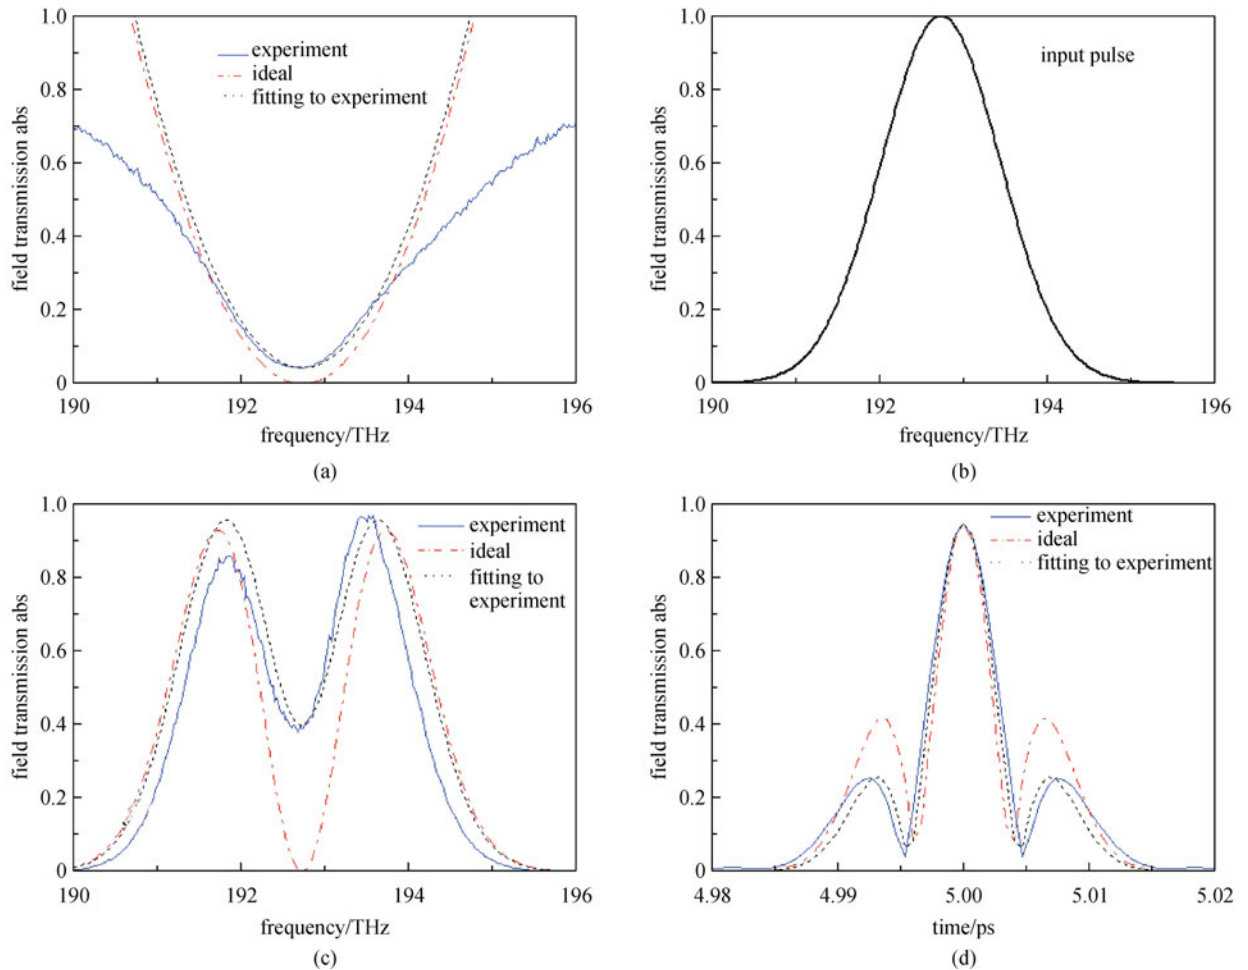 1.0
0.8
0.6
0.4
0.2
0
field transmission abs
experiment
ideal
fitting to experiment
190
192
194
196
frequency/THz
(a)
1.0
0.8
0.6
0.4
0.2
0
field transmission abs
input pulse
190
192
194
196
frequency/THz
(b)
1.0
0.8
0.6
0.4
0.2
0
field transmission abs
experiment
ideal
fitting to
experiment
190
192
194
196
frequency/THz
(c)
1.0
0.8
0.6
0.4
0.2
0
field transmission abs
experiment
ideal
fitting to experiment
4.98
4.99
5.00
5.01
5.02
time/ps
(d)